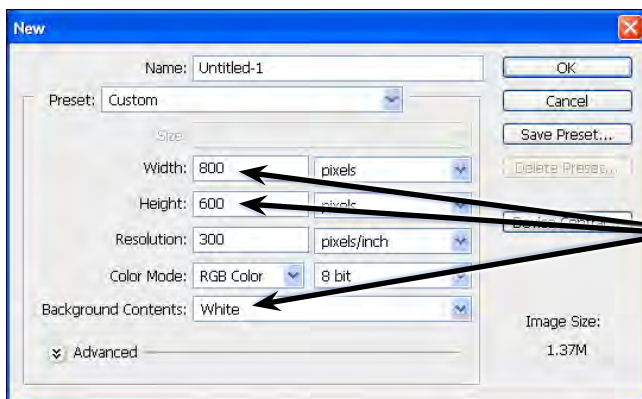 New
Name: Untitled-1
OK
Preset: Custom
Cancel
Size:
Save Preset...
Width: 800 pixels
Delete Preset...
Height: 600 pixels
Resolution: 300 pixels/inch
Color Mode: RGB Color 8 bit
Background Contents: White
Image Size:
Advanced
1.37M